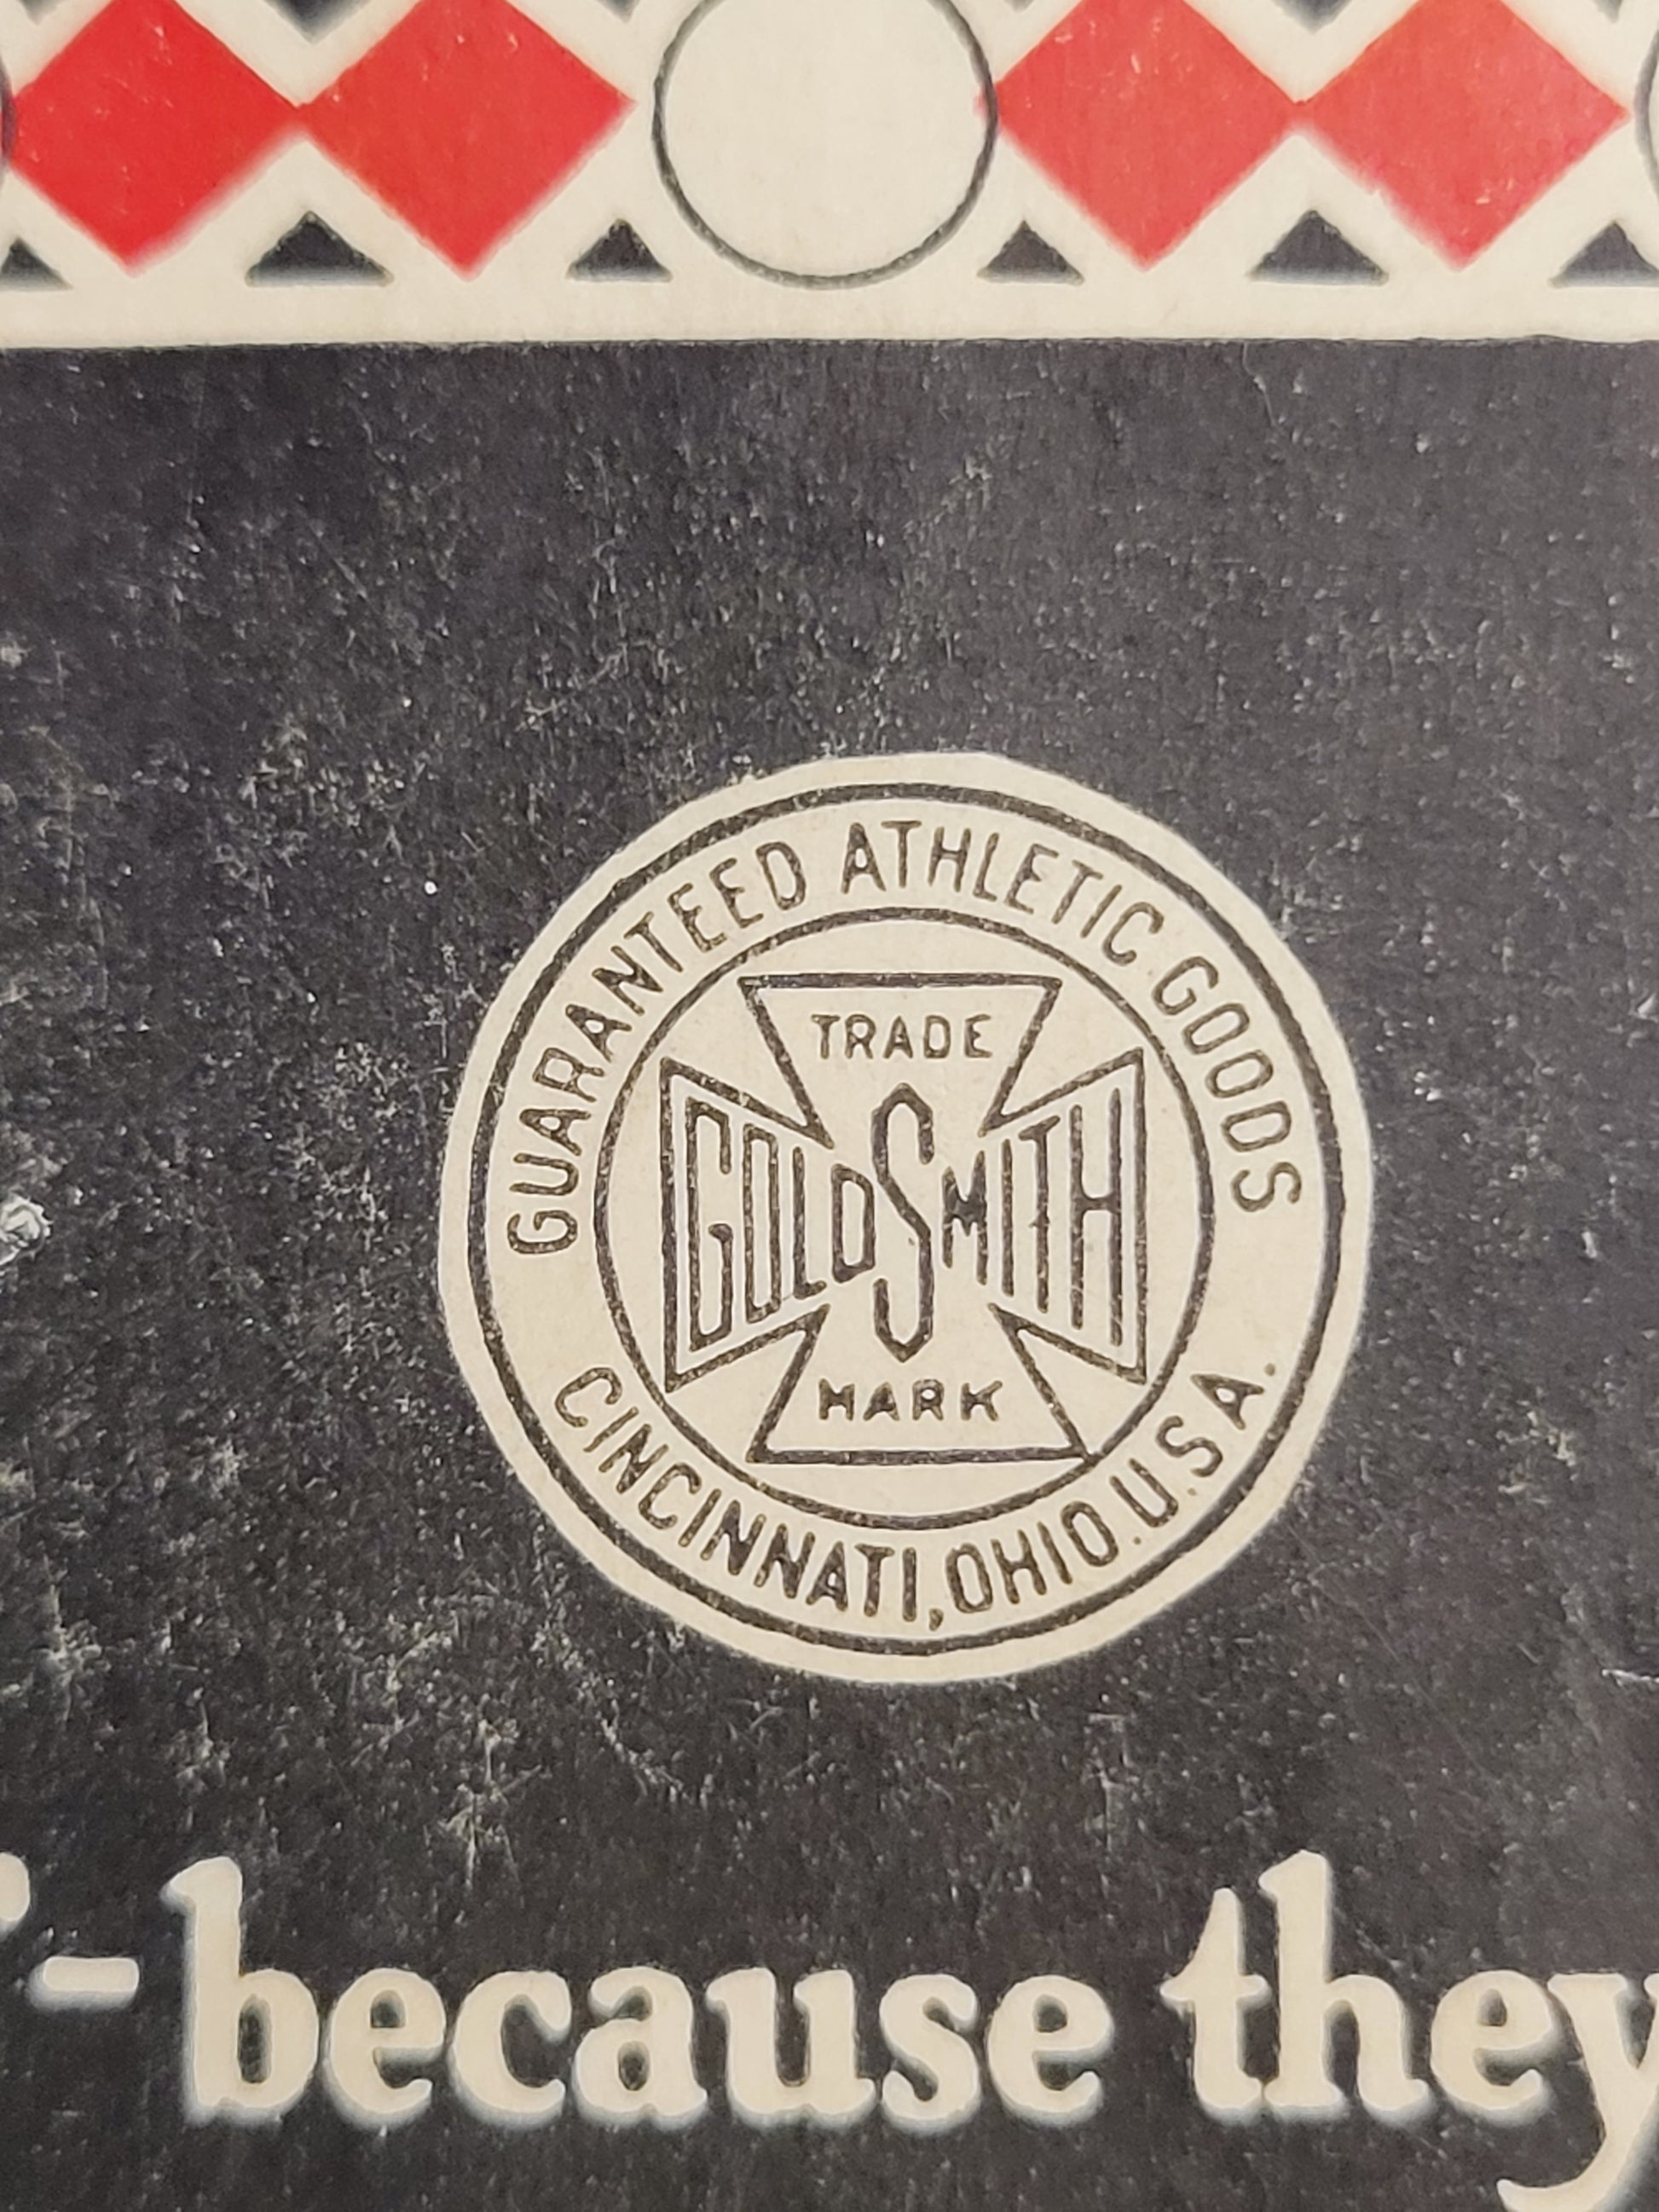 GUARANTEED ATHLETIC GOODS
TRADE
GOLDSMITH
MARK
CINCINNATI, OHIO. U.S.A.
-because they